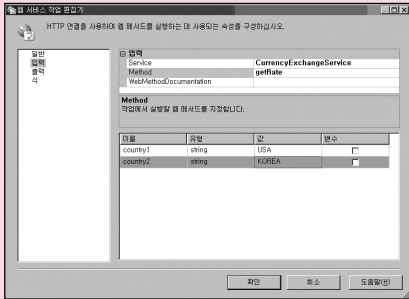 웹 서비스 작업 편집기
HTTP 연결을 사용하여 웹 메서드를 실행하는 데 사용되는 속성을 구성하십시오.
일반
입력
출력
식
입력
Service CurrencyExchangeService
Method getRate
WebMethodDocumentation
Method
작업에서 실행할 웹 메서드를 지정합니다.
이름 유형 값 변수
country1 string USA
country2 string KOREA
확인 취소 도움말(H)